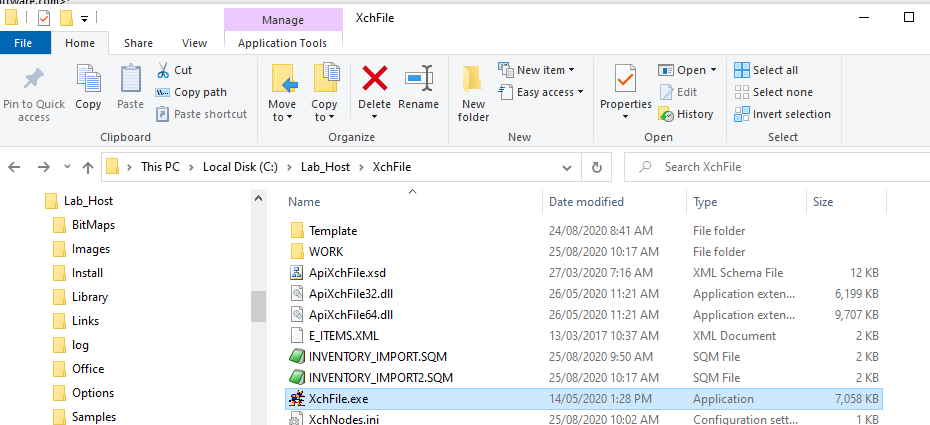 ftware.com>:
Manage XchFile
File Home Share View Application Tools
Pin to Quick access
Copy
Paste
Cut
Copy path
Paste shortcut
Clipboard
Move to
Copy to
Delete
Rename
Organize
New folder
New item
Easy access
New
Properties
Open
Edit
History
Open
Select all
Select none
Invert selection
Select
This PC > Local Disk (C:) > Lab_Host > XchFile
Search XchFile
Lab_Host
BitMaps
Images
Install
Library
Links
log
Office
Options
Samples
Name Date modified Type Size
Template 24/08/2020 8:41 AM File folder
WORK 25/08/2020 10:17 AM File folder
ApiXchFile.xsd 27/03/2020 7:16 AM XML Schema File 12 KB
ApiXchFile32.dll 26/05/2020 11:21 AM Application exten... 6,199 KB
ApiXchFile64.dll 26/05/2020 11:21 AM Application exten... 9,707 KB
E_ITEMS.XML 13/03/2017 10:37 AM XML Document 2 KB
INVENTORY_IMPORT.SQM 25/08/2020 9:50 AM SQM File 2 KB
INVENTORY_IMPORT2.SQM 25/08/2020 10:17 AM SQM File 2 KB
XchFile.exe 14/05/2020 1:28 PM Application 7,058 KB
XchNodes.ini 25/08/2020 10:02 AM Configuration sett... 1 KB